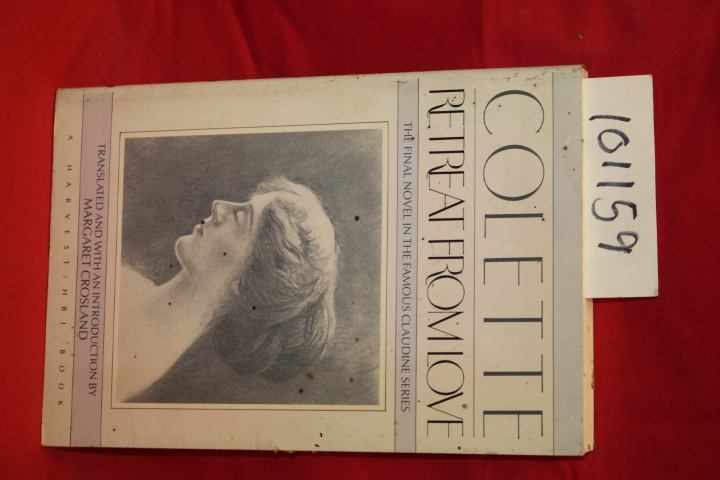 COLETTE
RETREAT FROM LOVE
THE FINAL NOVEL IN THE FAMOUS CLAUDINE SERIES
TRANSLATED AND WITH AN INTRODUCTION BY
MARGARET CROSLAND
A HARVEST/HBJ BOOK
101159